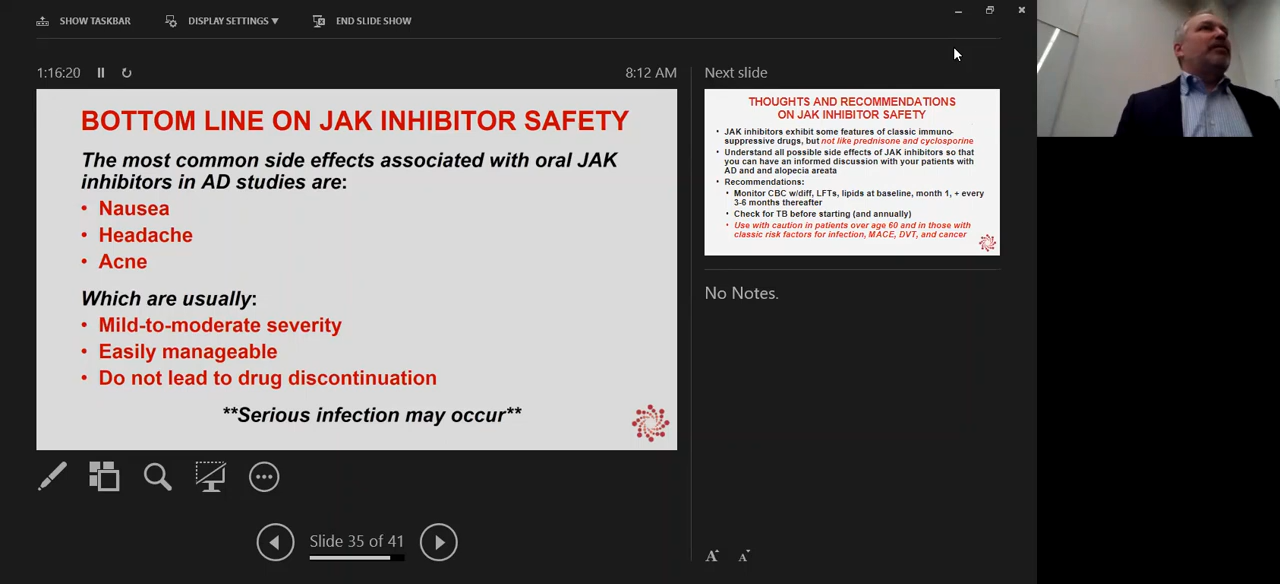 SHOW TASKBAR
DISPLAY SETTINGS ▼
END SLIDE SHOW
1:16:20
8:12 AM
BOTTOM LINE ON JAK INHIBITOR SAFETY
The most common side effects associated with oral JAK
inhibitors in AD studies are:
• Nausea
• Headache
• Acne
Which are usually:
• Mild-to-moderate severity
• Easily manageable
• Do not lead to drug discontinuation
**Serious infection may occur**
Slide 35 of 41
Next slide
THOUGHTS AND RECOMMENDATIONS
ON JAK INHIBITOR SAFETY
• JAK inhibitors exhibit some features of classic immuno-
suppressive drugs, but not like prednisone and cyclosporine
• Understand all possible side effects of JAK inhibitors so that
you can have an informed discussion with your patients with
AD and and alopecia areata
• Recommendations:
• Monitor CBC w/diff, LFTs, lipids at baseline, month 1, + every
3-6 months thereafter
• Check for TB before starting (and annually)
• Use with caution in patients over age 60 and in those with
classic risk factors for infection, MACE, DVT, and cancer
No Notes.
A A